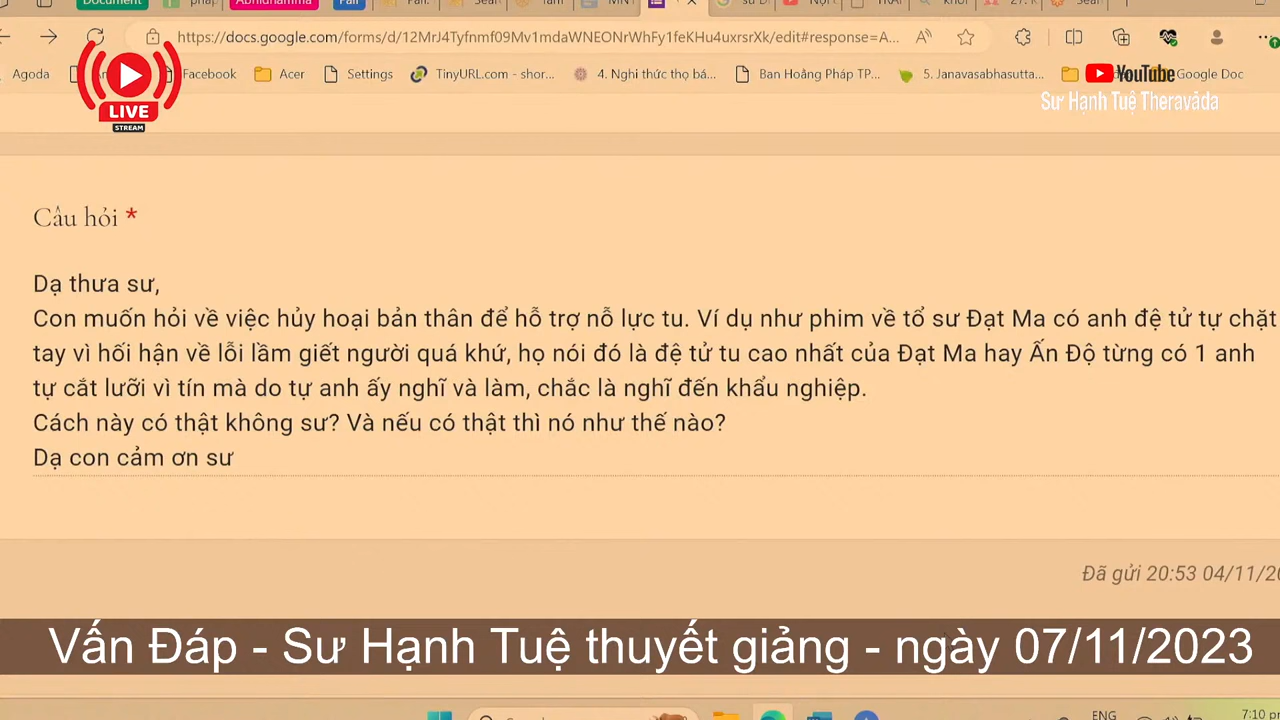 Document
Abhidhamma
https://docs.google.com/forms/d/12MrJ4Tyfnmf09Mv1mdaWNEONrWhFy1feKHu4uxrsrXk/edit#response=A...
Agoda
Facebook
Acer
Settings
TinyURL.com - shor...
4. Nghi thức thọ bá...
Ban Hoằng Pháp TP...
5. Janavasabhasutta...
YouTube
Google Doc
LIVE
STREAM
Sư Hạnh Tuệ Theravāda
Câu hỏi *
Dạ thưa sư,
Con muốn hỏi về việc hủy hoại bản thân để hỗ trợ nỗ lực tu. Ví dụ như phim về tổ sư Đạt Ma có anh đệ tử tự chặt
tay vì hối hận về lỗi lầm giết người quá khứ, họ nói đó là đệ tử tu cao nhất của Đạt Ma hay Ấn Độ từng có 1 anh
tự cắt lưỡi vì tín mà do tự anh ấy nghĩ và làm, chắc là nghĩ đến khẩu nghiệp.
Cách này có thật không sư? Và nếu có thật thì nó như thế nào?
Dạ con cảm ơn sư
Đã gửi 20:53 04/11/20
Vấn Đáp - Sư Hạnh Tuệ thuyết giảng - ngày 07/11/2023
ENG
7:10